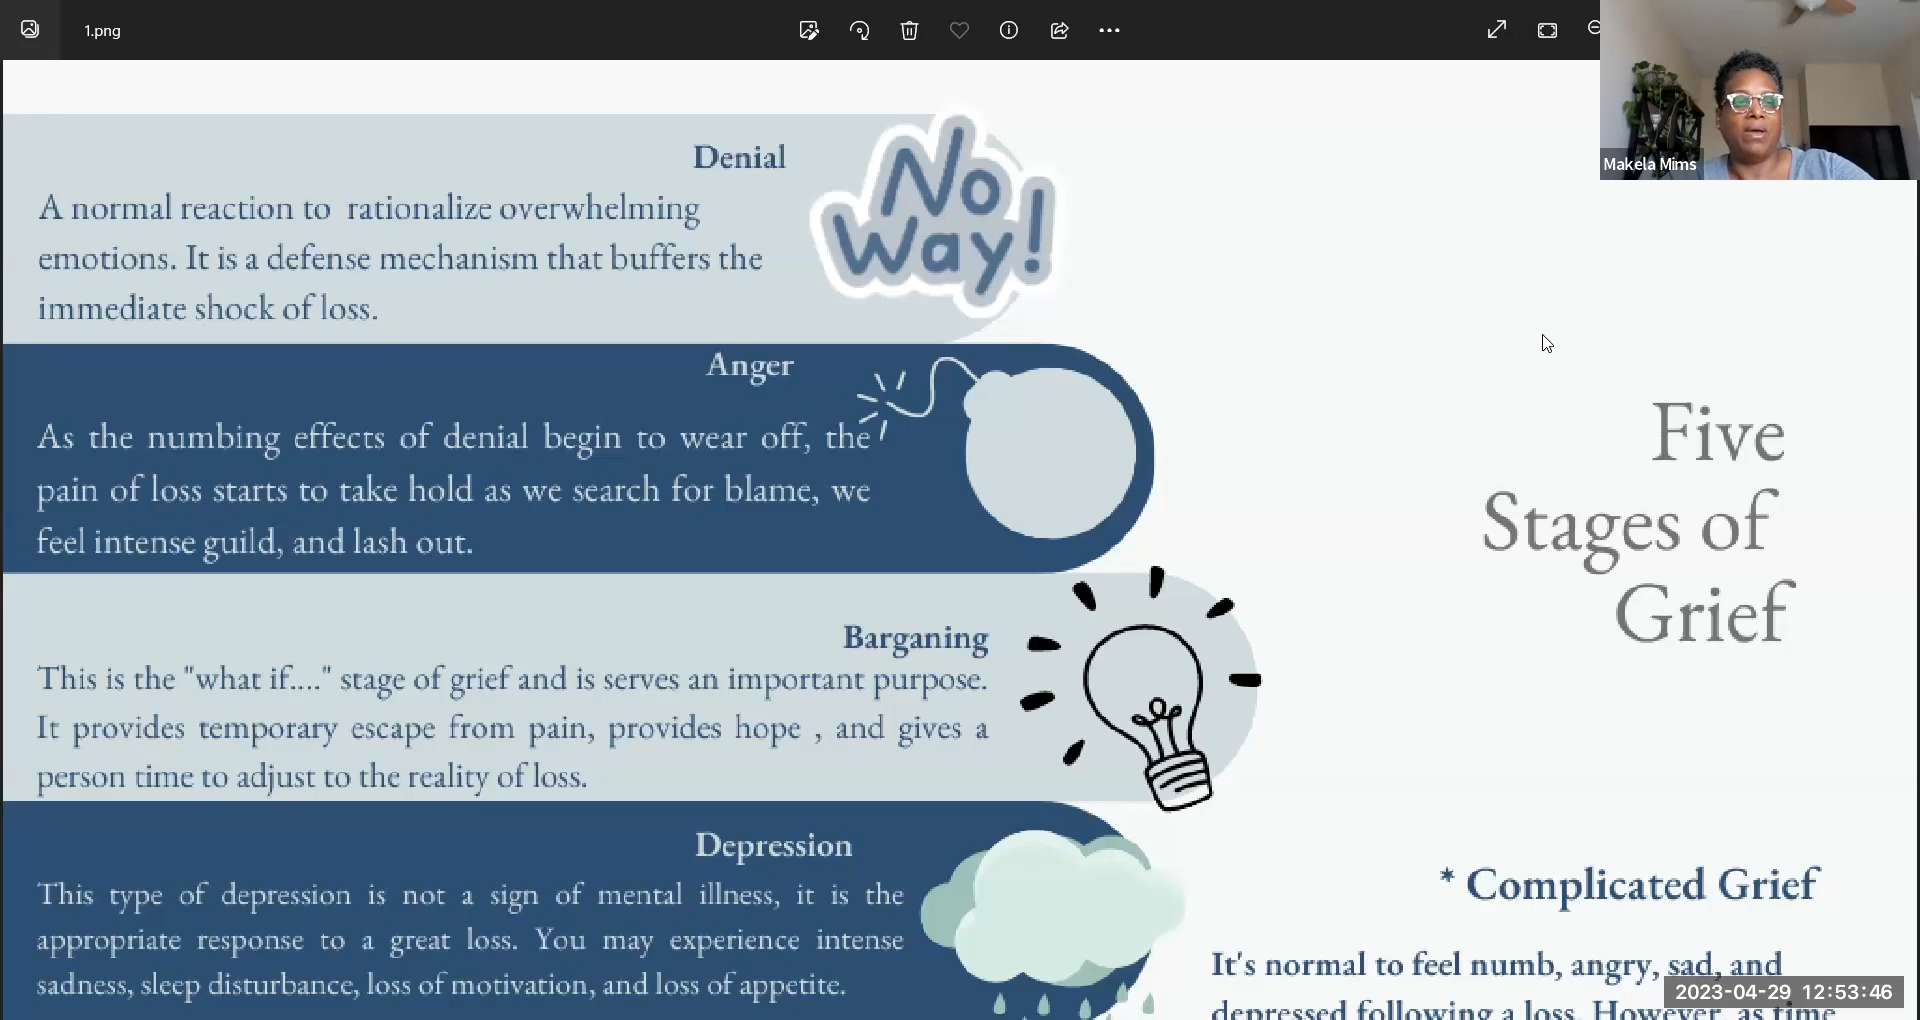 1.png
Makela Mims
Denial
A normal reaction to rationalize overwhelming
emotions. It is a defense mechanism that buffers the
immediate shock of loss.
No
Way!
Anger
As the numbing effects of denial begin to wear off, the
pain of loss starts to take hold as we search for blame, we
feel intense guild, and lash out.
Barganing
This is the "what if...." stage of grief and is serves an important purpose.
It provides temporary escape from pain, provides hope , and gives a
person time to adjust to the reality of loss.
Depression
This type of depression is not a sign of mental illness, it is the
appropriate response to a great loss. You may experience intense
sadness, sleep disturbance, loss of motivation, and loss of appetite.
Five
Stages of
Grief
* Complicated Grief
It's normal to feel numb, angry, sad, and
depressed following a loss. However, as time
2023-04-29 12:53:46